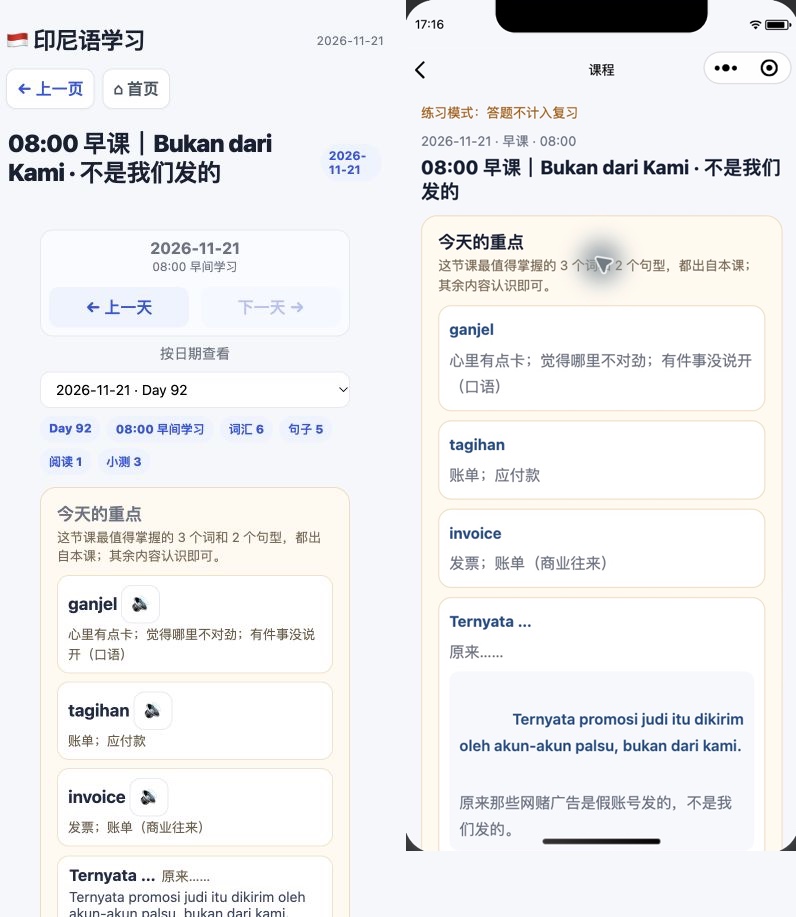 🇮🇩 印尼语学习
2026-11-21
← 上一页
⌂ 首页
08:00 早课｜Bukan dari
Kami · 不是我们发的
2026-
11-21
2026-11-21
08:00 早间学习
← 上一天
下一天 →
按日期查看
2026-11-21 · Day 92
Day 92
08:00 早间学习
词汇 6
句子 5
阅读 1
小测 3
今天的重点
这节课最值得掌握的 3 个词和 2 个句型，都出
自本课；其余内容认识即可。
ganjel
心里有点卡；觉得哪里不对劲；有件事没说
开（口语）
tagihan
账单；应付款
invoice
发票；账单（商业往来）
Ternyata ... 原来……
Ternyata promosi judi itu dikirim oleh
akun-akun palsu, bukan dari kami.
17:16
课程
练习模式：答题不计入复习
2026-11-21 · 早课 · 08:00
08:00 早课｜Bukan dari Kami · 不是我们
发的
今天的重点
这节课最值得掌握的 3 个词 2 个句型，都出自本课；
其余内容认识即可。
ganjel
心里有点卡；觉得哪里不对劲；有件事没说开
（口语）
tagihan
账单；应付款
invoice
发票；账单（商业往来）
Ternyata ...
原来……
Ternyata promosi judi itu dikirim
oleh akun-akun palsu, bukan dari kami.
原来那些网赌广告是假账号发的，不是我
们发的。